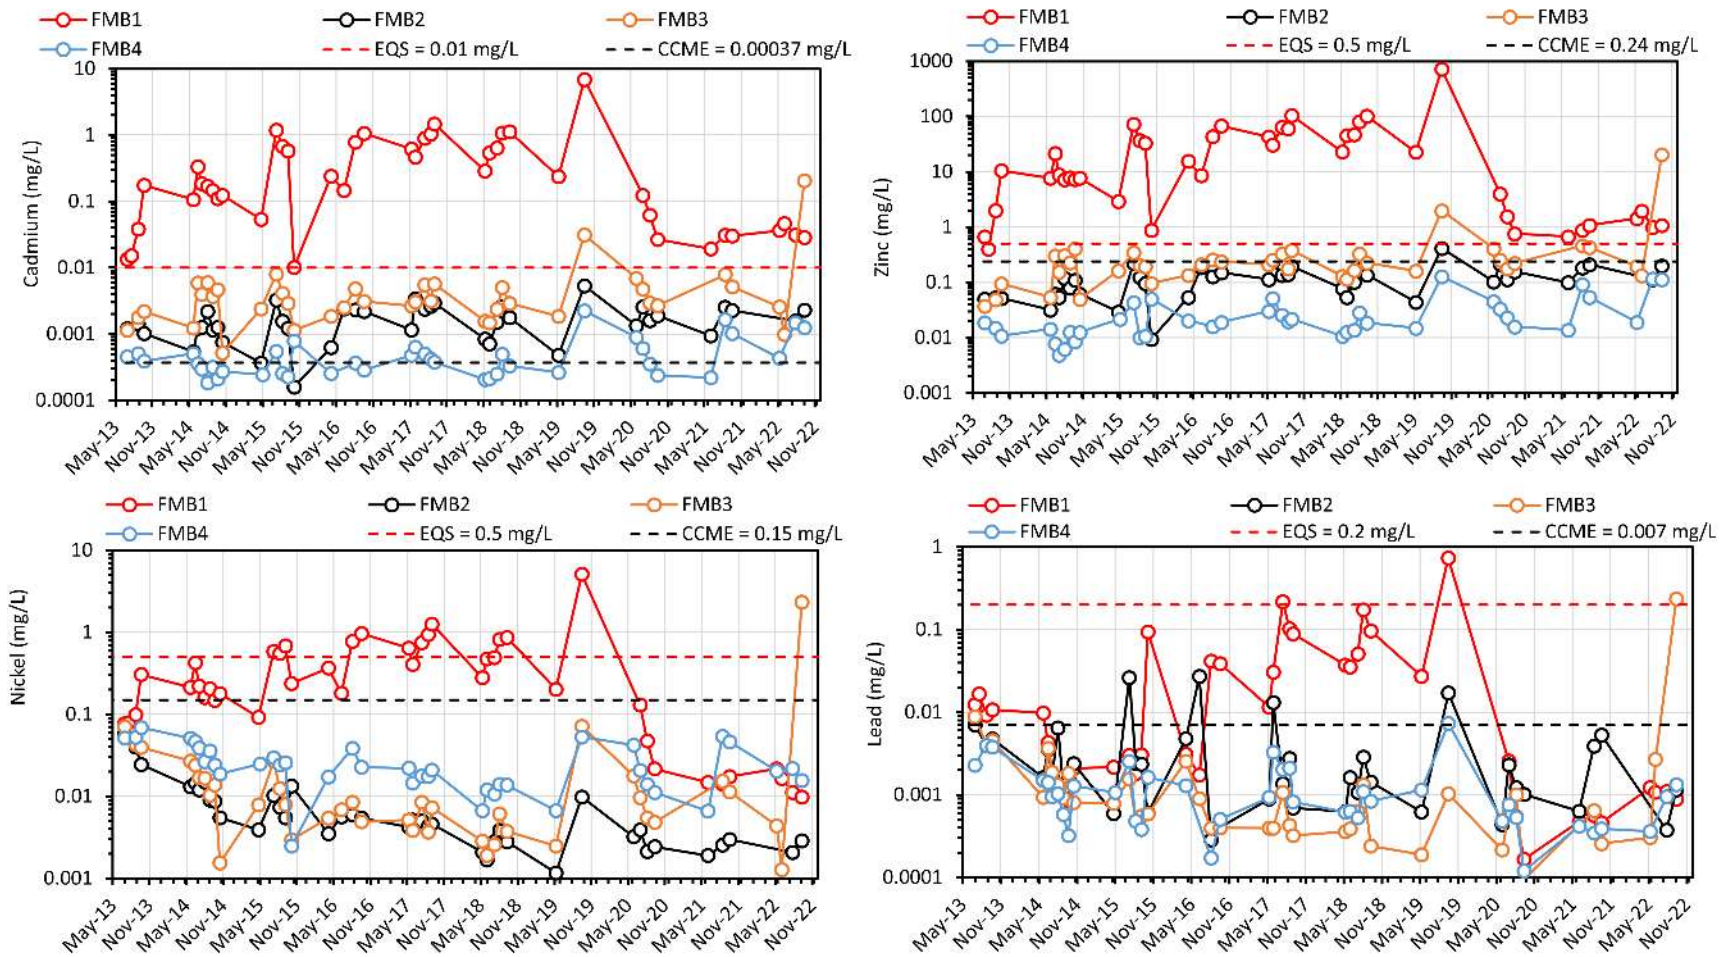 FMB1 FMB2 FMB3
FMB4 EQS = 0.01 mg/L CCME = 0.00037 mg/L
Cadmium (mg/L)
10
1
0.1
0.01
0.001
0.0001
May-13 Nov-13 May-14 Nov-14 May-15 Nov-15 May-16 Nov-16 May-17 Nov-17 May-18 Nov-18 May-19 Nov-19 May-20 Nov-20 May-21 Nov-21 May-22 Nov-22
FMB1 FMB2 FMB3
FMB4 EQS = 0.5 mg/L CCME = 0.24 mg/L
Zinc (mg/L)
1000
100
10
1
0.1
0.01
0.001
May-13 Nov-13 May-14 Nov-14 May-15 Nov-15 May-16 Nov-16 May-17 Nov-17 May-18 Nov-18 May-19 Nov-19 May-20 Nov-20 May-21 Nov-21 May-22 Nov-22
FMB1 FMB2 FMB3
FMB4 EQS = 0.5 mg/L CCME = 0.15 mg/L
Nickel (mg/L)
10
1
0.1
0.01
0.001
May-13 Nov-13 May-14 Nov-14 May-15 Nov-15 May-16 Nov-16 May-17 Nov-17 May-18 Nov-18 May-19 Nov-19 May-20 Nov-20 May-21 Nov-21 May-22 Nov-22
FMB1 FMB2 FMB3
FMB4 EQS = 0.2 mg/L CCME = 0.007 mg/L
Lead (mg/L)
1
0.1
0.01
0.001
0.0001
May-13 Nov-13 May-14 Nov-14 May-15 Nov-15 May-16 Nov-16 May-17 Nov-17 May-18 Nov-18 May-19 Nov-19 May-20 Nov-20 May-21 Nov-21 May-22 Nov-22